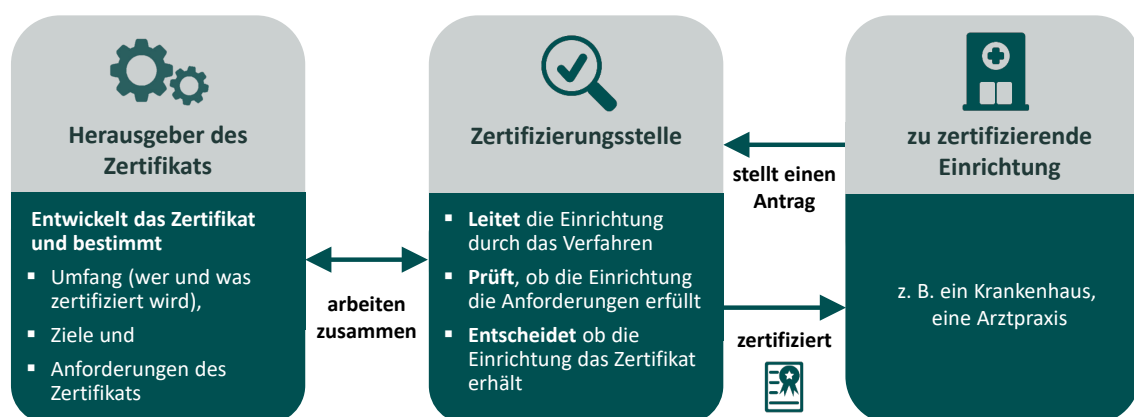 Herausgeber des
Zertifikats
Entwickelt das Zertifikat
und bestimmt
▪ Umfang (wer und was
zertifiziert wird),
▪ Ziele und
▪ Anforderungen des
Zertifikats
arbeiten
zusammen
Zertifizierungsstelle
▪ Leitet die Einrichtung
durch das Verfahren
▪ Prüft, ob die Einrichtung
die Anforderungen erfüllt
▪ Entscheidet ob die
Einrichtung das Zertifikat
erhält
stellt einen
Antrag
zertifiziert
zu zertifizierende
Einrichtung
z. B. ein Krankenhaus,
eine Arztpraxis